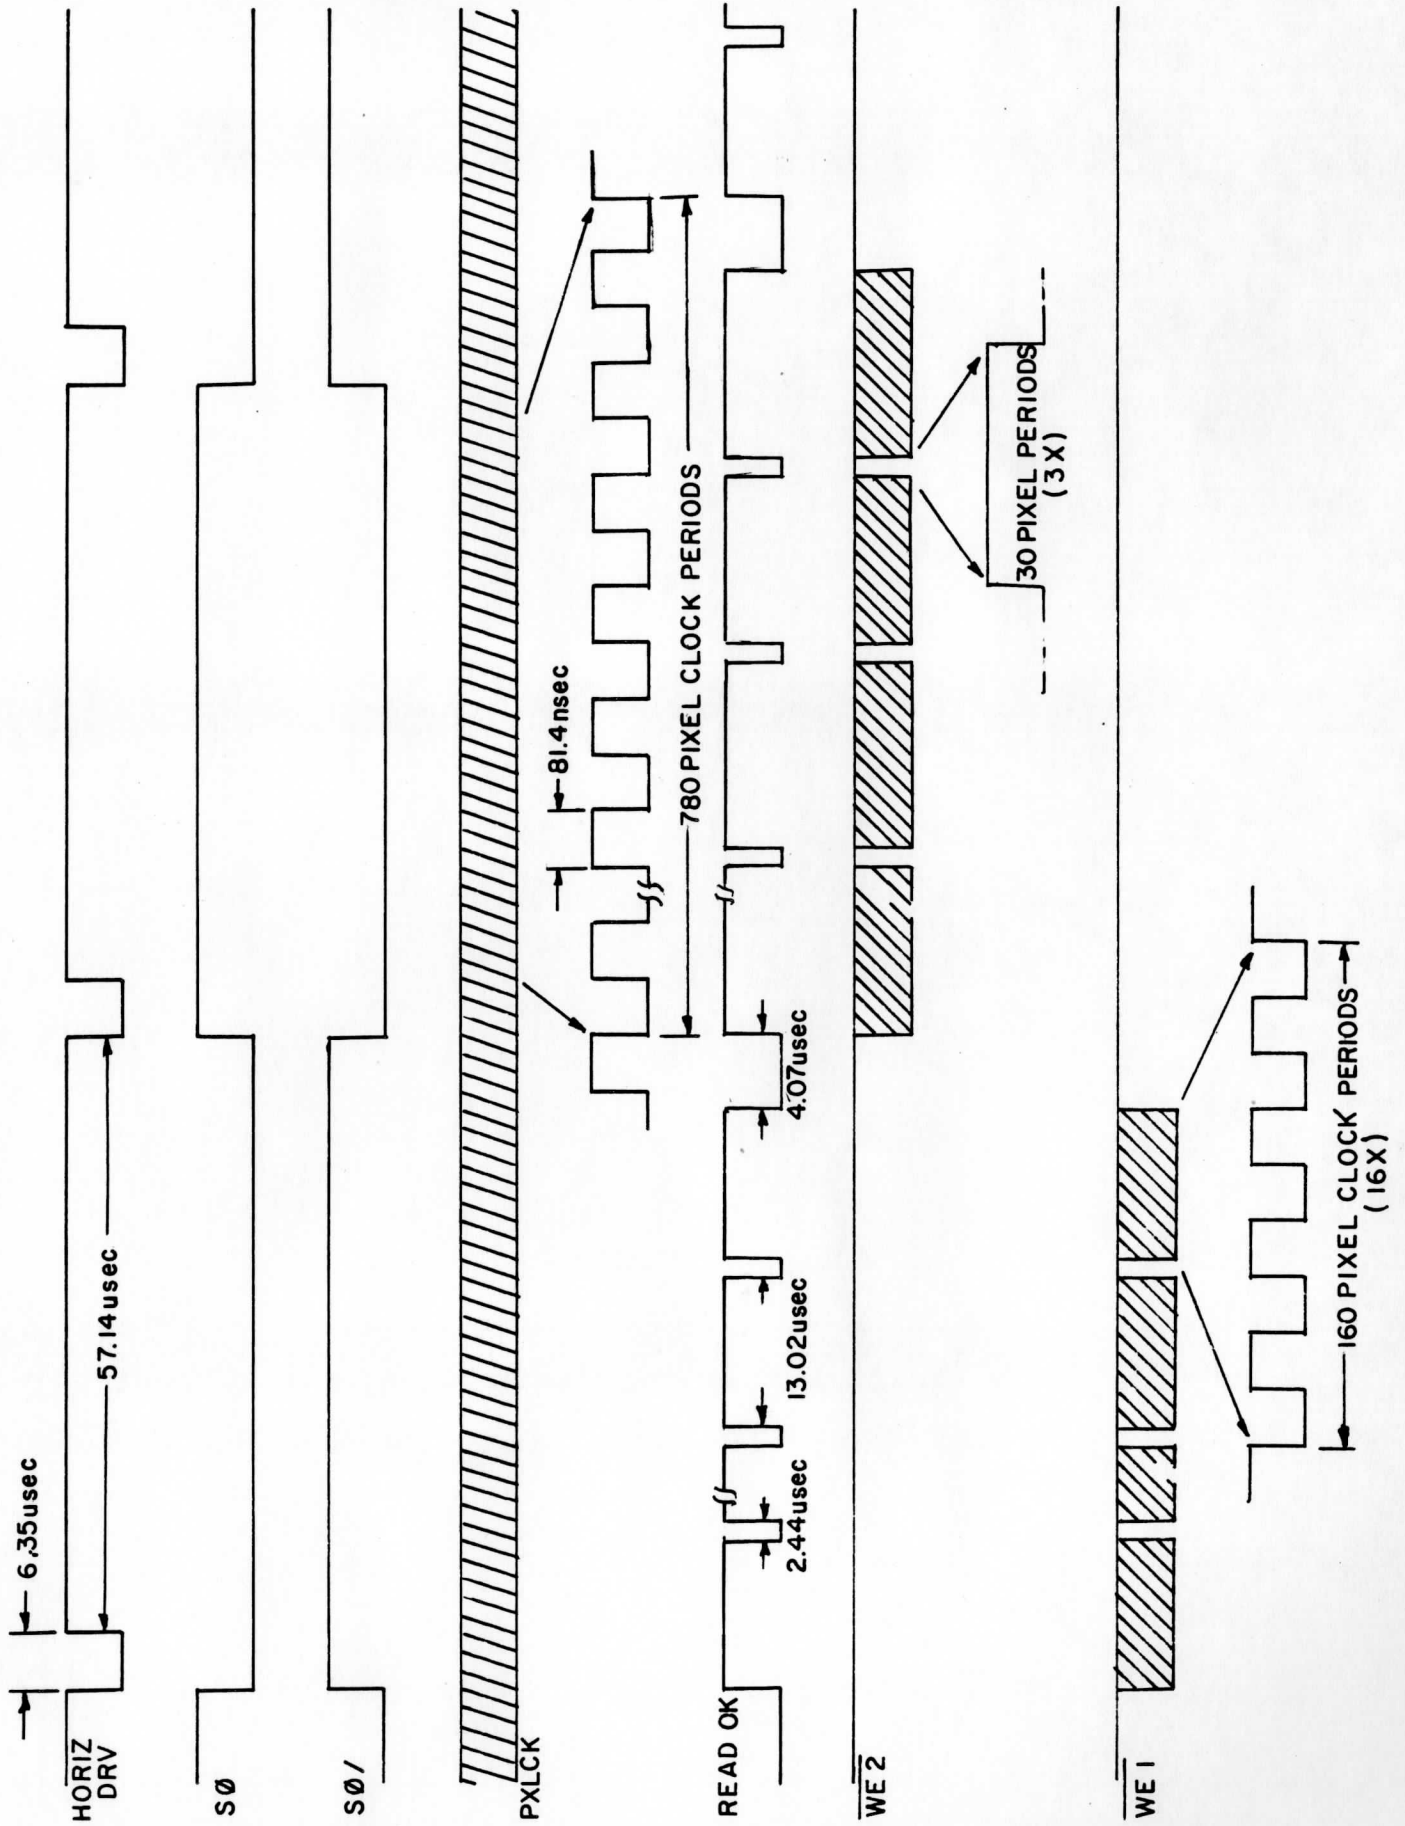 6.35usec
57.14usec
HORIZ
DRV
SØ
SØ/
PXLCK
81.4nsec
780 PIXEL CLOCK PERIODS
READ OK
2.44usec
13.02usec
4.07usec
WE 2
30 PIXEL PERIODS
(3X)
WE 1
160 PIXEL CLOCK PERIODS
(16X)